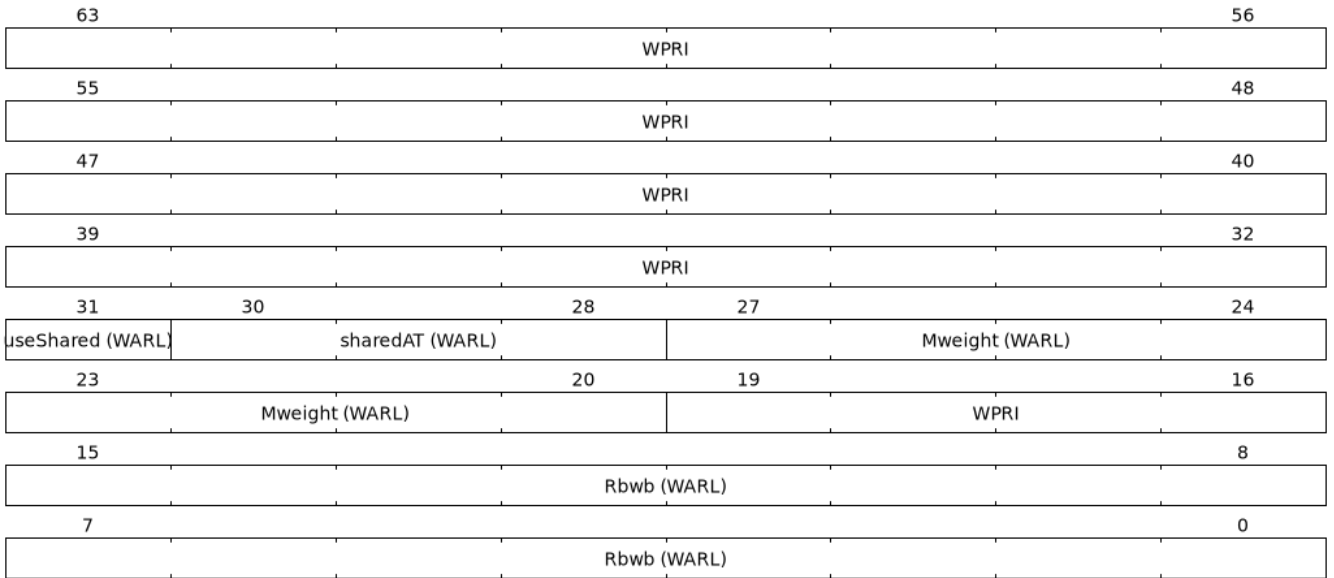 63 56
WPRI
55 48
WPRI
47 40
WPRI
39 32
WPRI
31 30 28 27 24
useShared (WARL) sharedAT (WARL) Mweight (WARL)
23 20 19 16
Mweight (WARL) WPRI
15 8
Rbwb (WARL)
7 0
Rbwb (WARL)